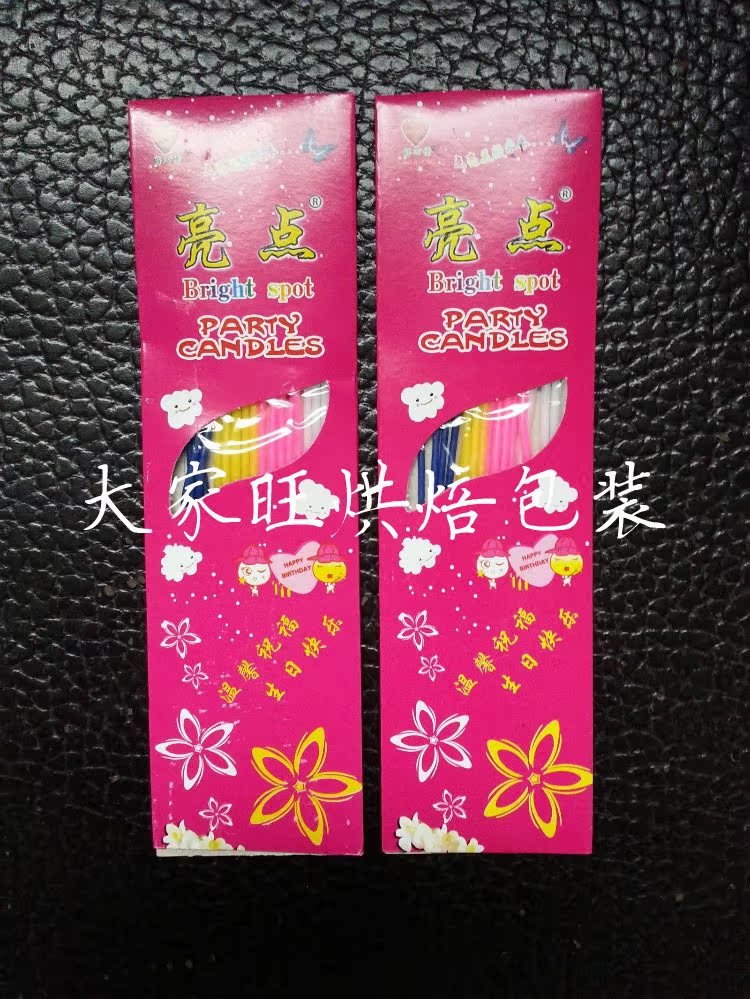 亮点®
Bright spot
PARTY
CANDLES
HAPPY
BIRTHDAY
温馨祝福
生日快乐
亮点®
Bright spot
PARTY
CANDLES
HAPPY
BIRTHDAY
温馨祝福
生日快乐
大家旺烘焙包装